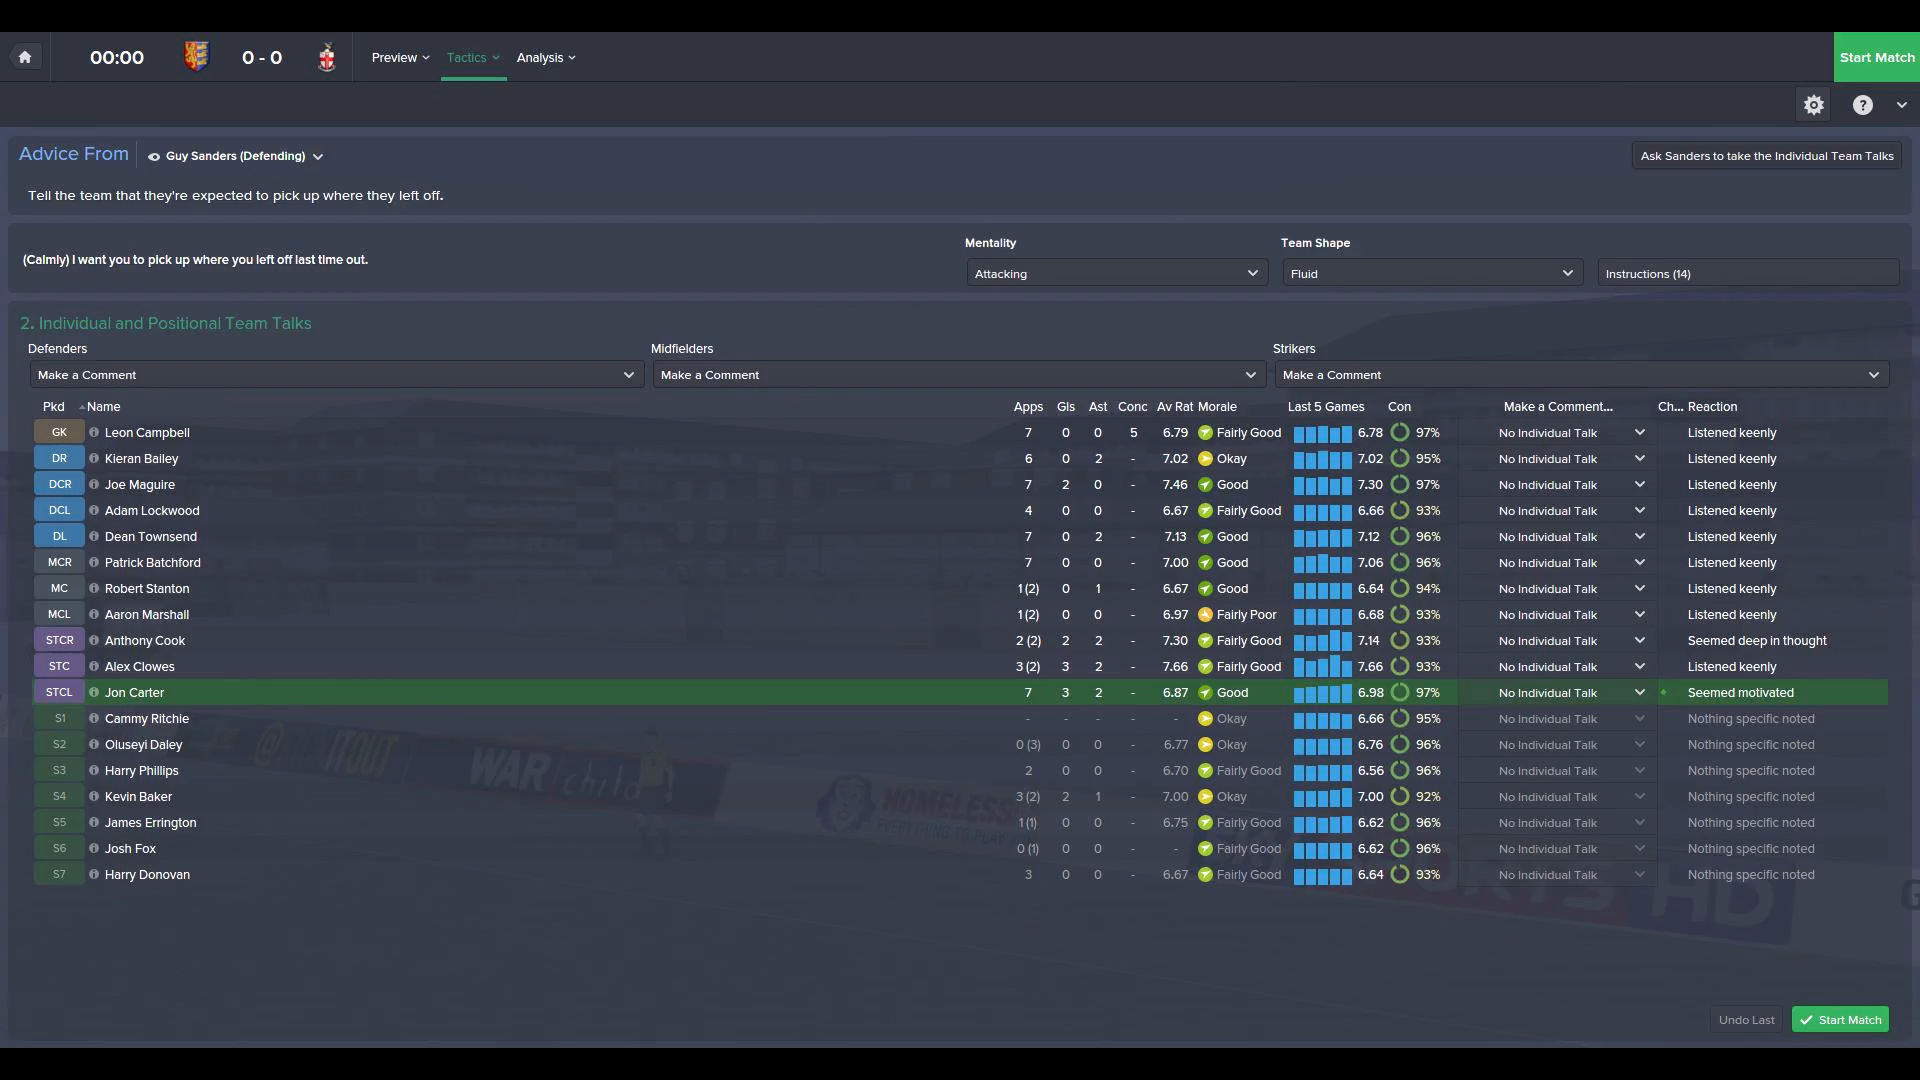 00:00 0 - 0 Preview Tactics Analysis Start Match
Advice From Guy Sanders (Defending) Ask Sanders to take the Individual Team Talks
Tell the team that they're expected to pick up where they left off.
Mentality Team Shape
(Calmly) I want you to pick up where you left off last time out. Attacking Fluid Instructions (14)
2. Individual and Positional Team Talks
Defenders Midfielders Strikers
Make a Comment Make a Comment Make a Comment
Pkd Name Apps Gls Ast Conc Av Rat Morale Last 5 Games Con Make a Comment... Ch... Reaction
GK Leon Campbell 7 0 0 5 6.79 Fairly Good 6.78 97% No Individual Talk Listened keenly
DR Kieran Bailey 6 0 2 - 7.02 Okay 7.02 95% No Individual Talk Listened keenly
DCR Joe Maguire 7 2 0 - 7.46 Good 7.30 97% No Individual Talk Listened keenly
DCL Adam Lockwood 4 0 0 - 6.67 Fairly Good 6.66 93% No Individual Talk Listened keenly
DL Dean Townsend 7 0 2 - 7.13 Good 7.12 96% No Individual Talk Listened keenly
MCR Patrick Batchford 7 0 0 - 7.00 Good 7.06 96% No Individual Talk Listened keenly
MC Robert Stanton 1 (2) 0 1 - 6.67 Good 6.64 94% No Individual Talk Listened keenly
MCL Aaron Marshall 1 (2) 0 0 - 6.97 Fairly Poor 6.68 93% No Individual Talk Listened keenly
STCR Anthony Cook 2 (2) 2 2 - 7.30 Fairly Good 7.14 93% No Individual Talk Seemed deep in thought
STC Alex Clowes 3 (2) 3 2 - 7.66 Fairly Good 7.66 93% No Individual Talk Listened keenly
STCL Jon Carter 7 3 2 - 6.87 Good 6.98 97% No Individual Talk Seemed motivated
S1 Cammy Ritchie - - - - - Okay 6.66 95% No Individual Talk Nothing specific noted
S2 Oluseyi Daley 0 (3) 0 0 - 6.77 Okay 6.76 96% No Individual Talk Nothing specific noted
S3 Harry Phillips 2 0 0 - 6.70 Fairly Good 6.56 96% No Individual Talk Nothing specific noted
S4 Kevin Baker 3 (2) 2 1 - 7.00 Okay 7.00 92% No Individual Talk Nothing specific noted
S5 James Errington 1 (1) 0 0 - 6.75 Fairly Good 6.62 96% No Individual Talk Nothing specific noted
S6 Josh Fox 0 (1) 0 0 - - Fairly Good 6.62 96% No Individual Talk Nothing specific noted
S7 Harry Donovan 3 0 0 - 6.67 Fairly Good 6.64 93% No Individual Talk Nothing specific noted
WAR child
HOMELESS
EVERYTHING TO PLAY
SPORTS HD
Undo Last Start Match